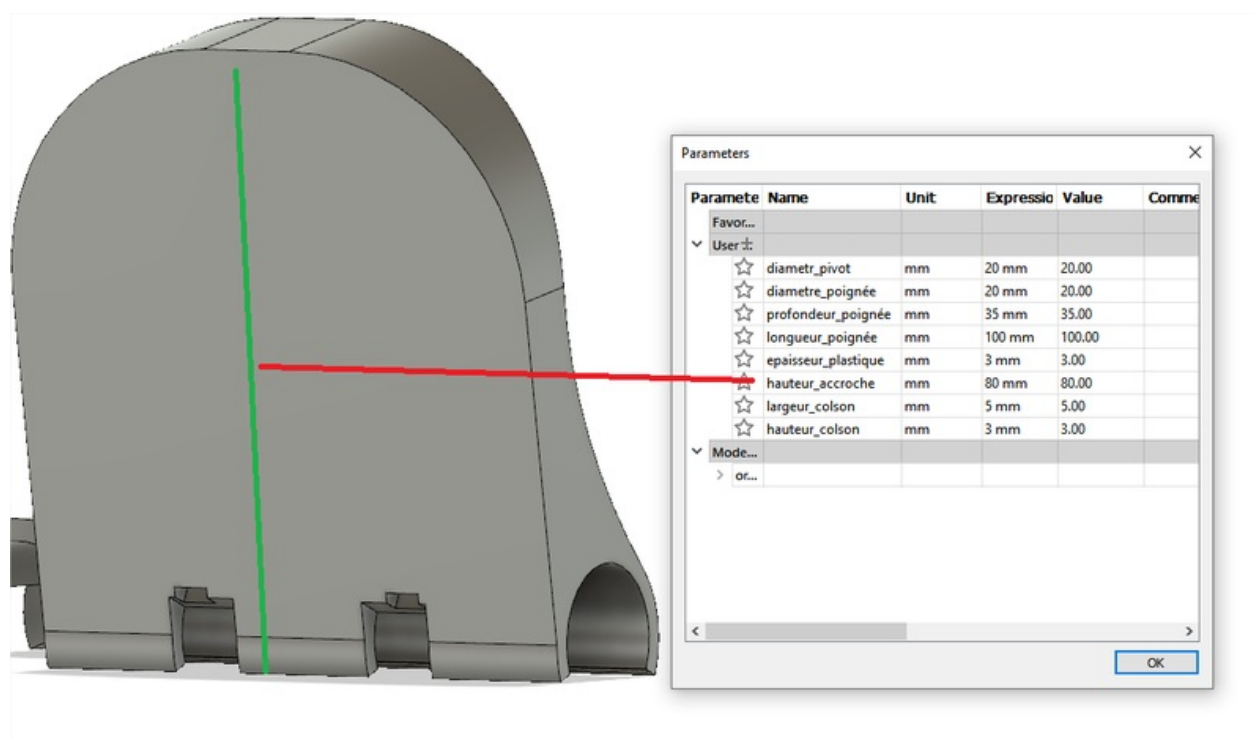 Parameters
Paramete Name Unit Expressio Value Comme
Favor...
User
diametr_pivot mm 20 mm 20.00
diametre_poignée mm 20 mm 20.00
profondeur_poignée mm 35 mm 35.00
longueur_poignée mm 100 mm 100.00
epaisseur_plastique mm 3 mm 3.00
hauteur_accroche mm 80 mm 80.00
largeur_colson mm 5 mm 5.00
hauteur_colson mm 3 mm 3.00
Mode...
or...
OK